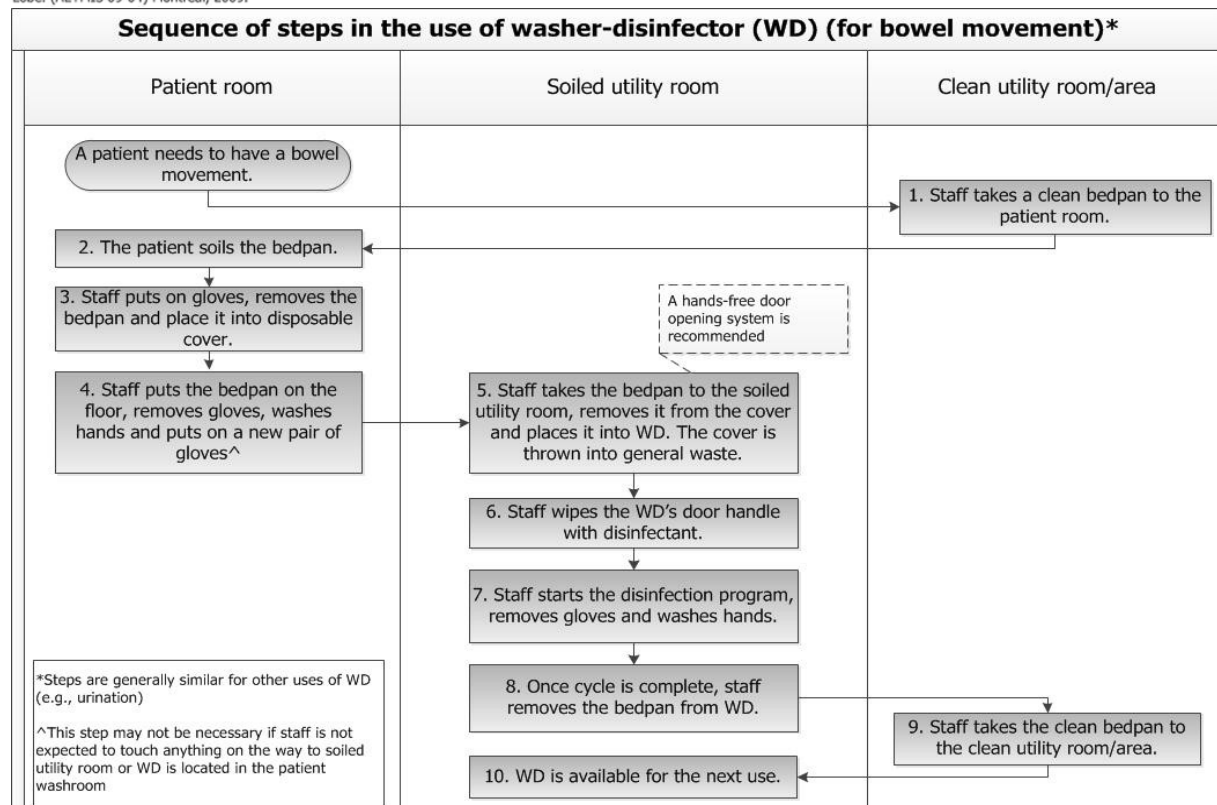 Sequence of steps in the use of washer-disinfector (WD) (for bowel movement)*
Patient room
Soiled utility room
Clean utility room/area
A patient needs to have a bowel
movement.
1. Staff takes a clean bedpan to the
patient room.
2. The patient soils the bedpan.
3. Staff puts on gloves, removes the
bedpan and place it into disposable
cover.
4. Staff puts the bedpan on the
floor, removes gloves, washes
hands and puts on a new pair of
gloves^
A hands-free door
opening system is
recommended
5. Staff takes the bedpan to the soiled
utility room, removes it from the cover
and places it into WD. The cover is
thrown into general waste.
6. Staff wipes the WD's door handle
with disinfectant.
7. Staff starts the disinfection program,
removes gloves and washes hands.
8. Once cycle is complete, staff
removes the bedpan from WD.
9. Staff takes the clean bedpan to
the clean utility room/area.
10. WD is available for the next use.
*Steps are generally similar for other uses of WD
(e.g., urination)
^This step may not be necessary if staff is not
expected to touch anything on the way to soiled
utility room or WD is located in the patient
washroom